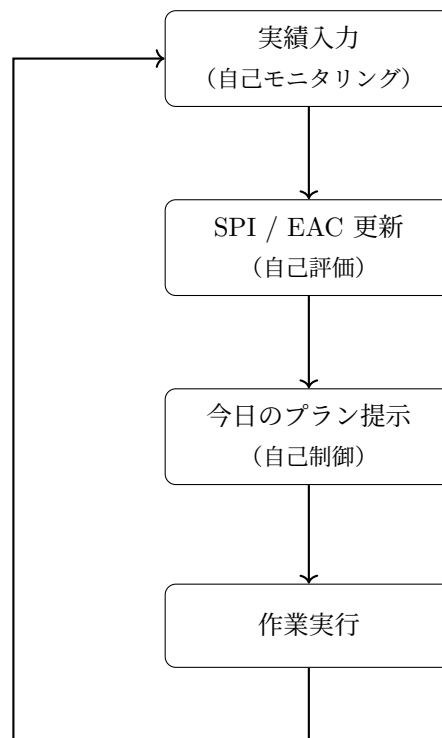 実績入力
（自己モニタリング）
SPI / EAC 更新
（自己評価）
今日のプラン提示
（自己制御）
作業実行